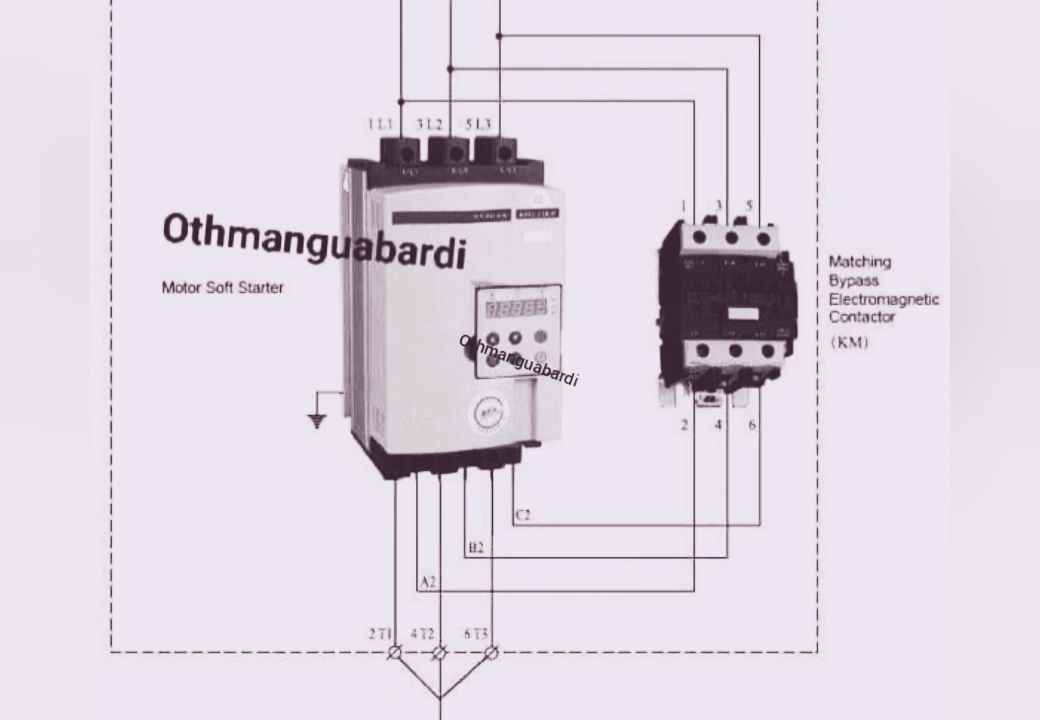 1 L1 3 L2 5 L3
1 3 5
Othmanguabardi
Motor Soft Starter
Matching
Bypass
Electromagnetic
Contactor
(KM)
Othmanguabardi
2 4 6
C2
B2
A2
2 T1 4 T2 6 T3